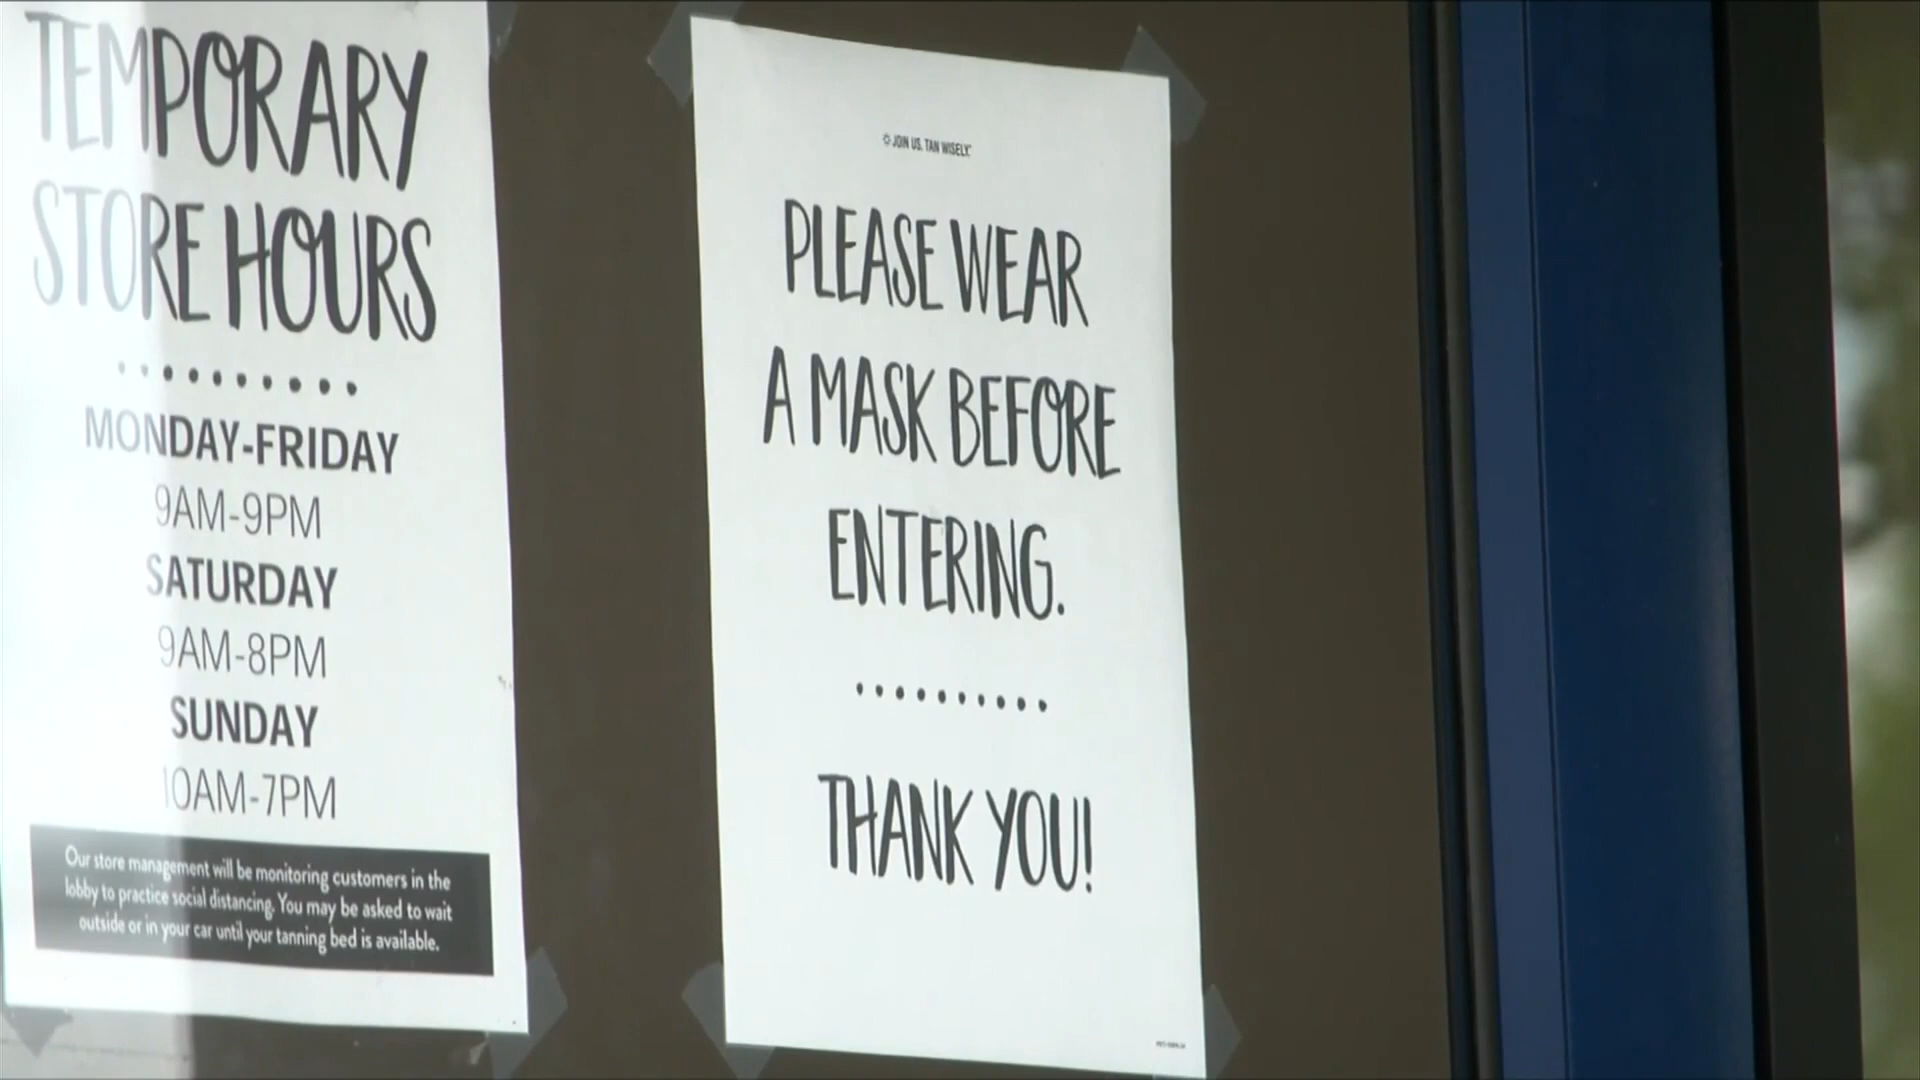 TEMPORARY
STORE HOURS
MONDAY-FRIDAY
9AM-9PM
SATURDAY
9AM-8PM
SUNDAY
10AM-7PM
Our store management will be monitoring customers in the
lobby to practice social distancing. You may be asked to wait
outside or in your car until your tanning bed is available.
JOIN US. TAN WISELY.
PLEASE WEAR
A MASK BEFORE
ENTERING.
THANK YOU!